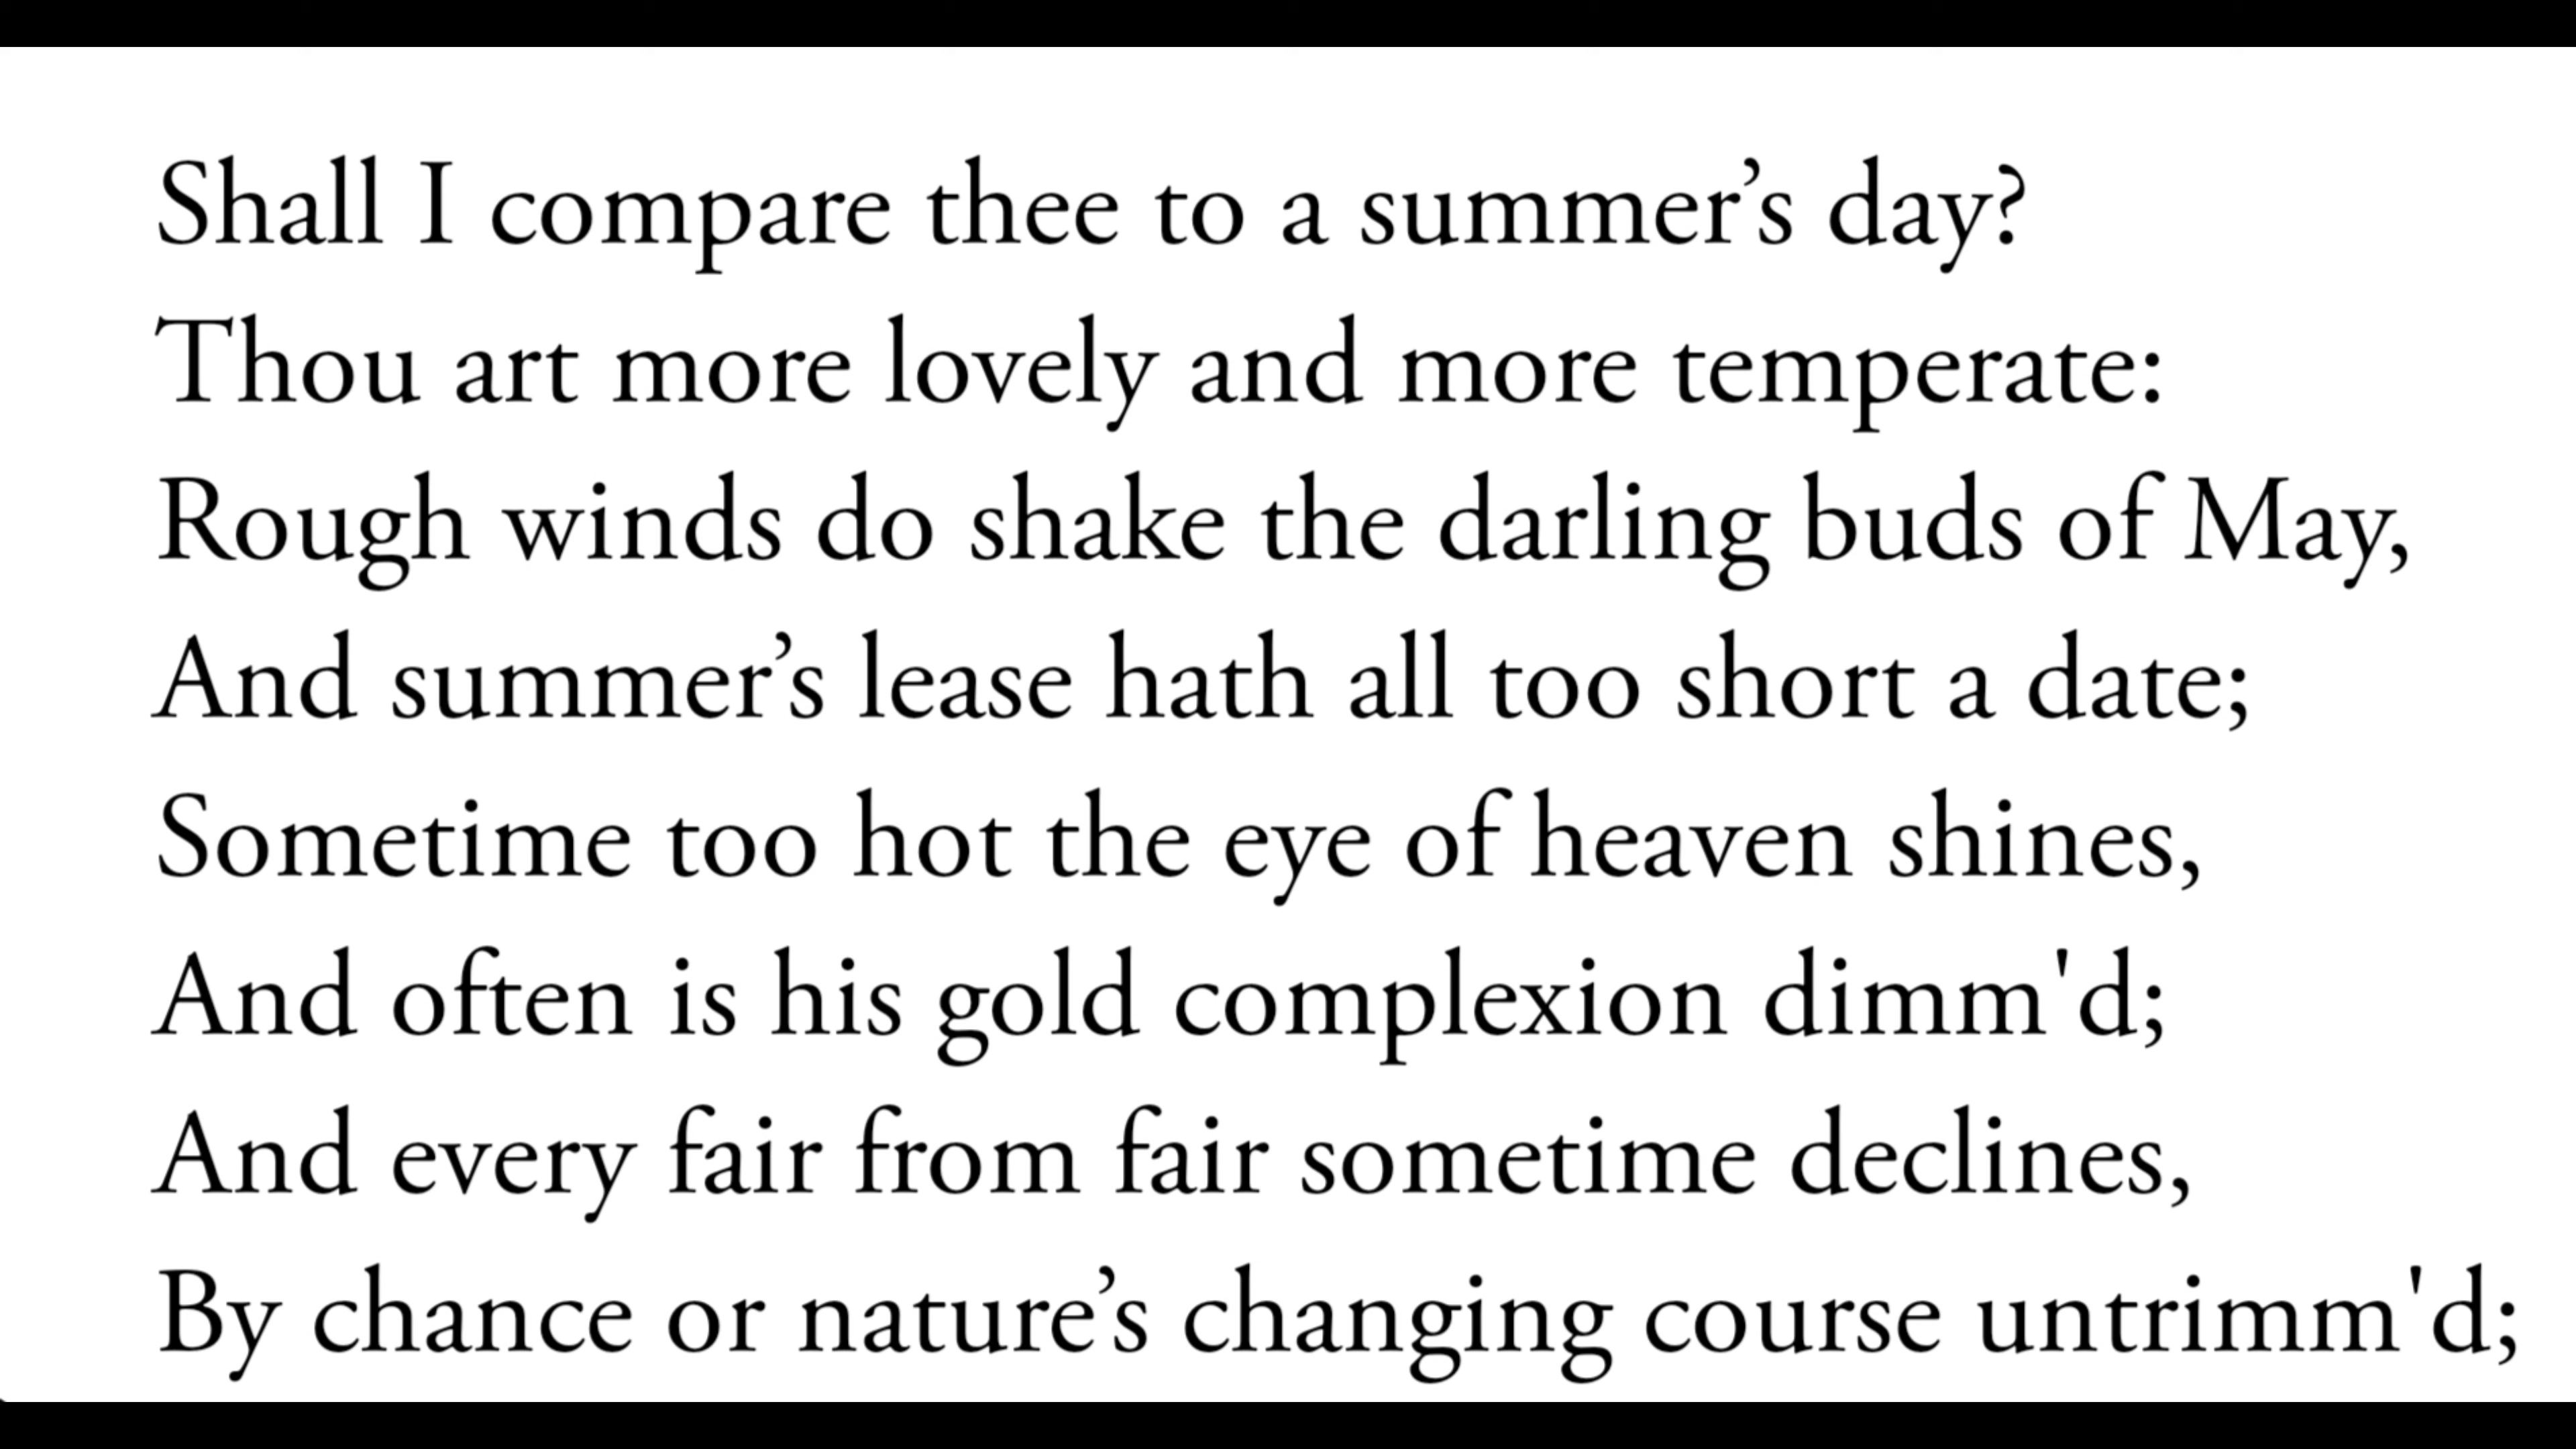 Shall I compare thee to a summer’s day?
Thou art more lovely and more temperate:
Rough winds do shake the darling buds of May,
And summer’s lease hath all too short a date;
Sometime too hot the eye of heaven shines,
And often is his gold complexion dimm'd;
And every fair from fair sometime declines,
By chance or nature’s changing course untrimm'd;